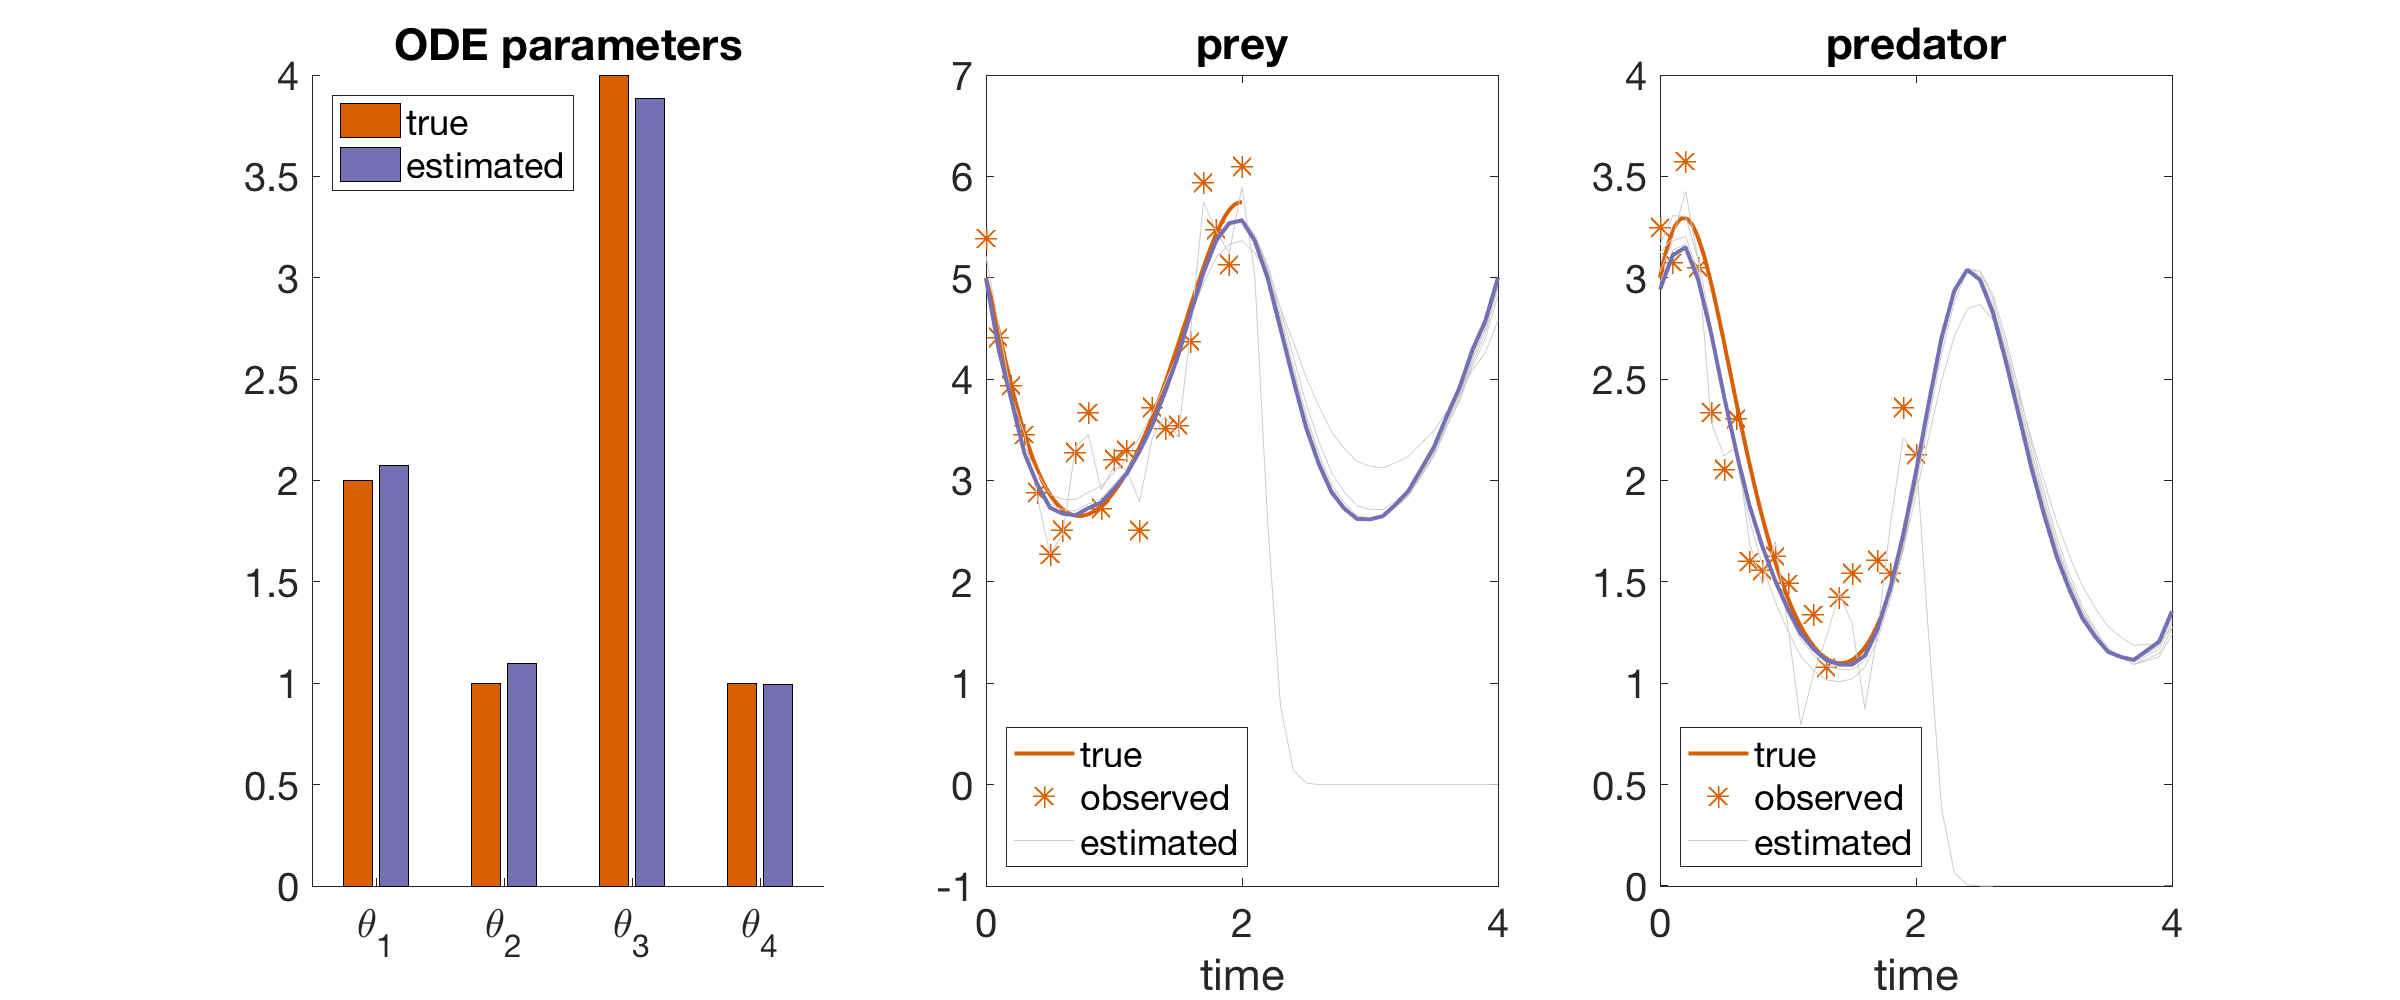 ODE parameters
4
3.5
3
2.5
2
1.5
1
0.5
0
true
estimated
θ1
θ2
θ3
θ4
prey
7
6
5
4
3
2
1
0
-1
true
observed
estimated
0 2 4
time
predator
4
3.5
3
2.5
2
1.5
1
0.5
0
true
observed
estimated
0 2 4
time